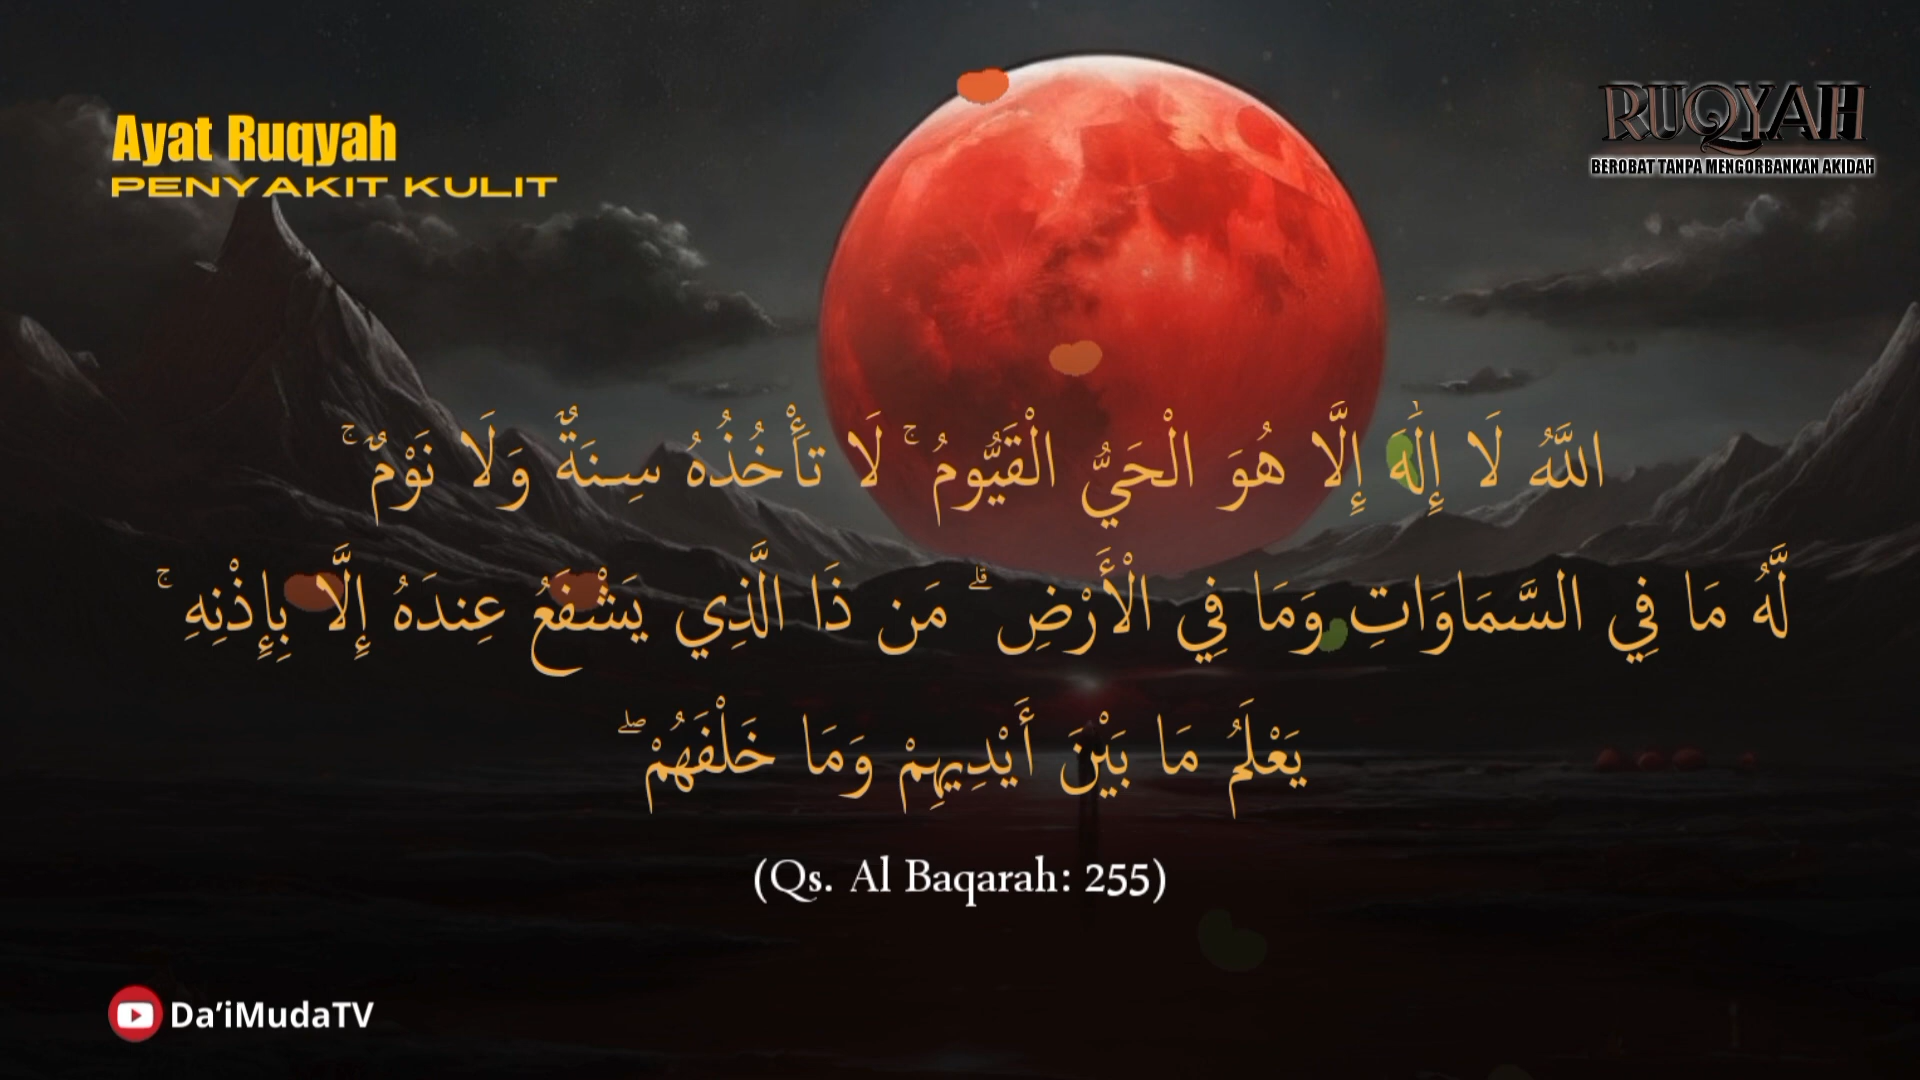 Ayat Ruqyah
PENYAKIT KULIT
RUQYAH
BEROBAT TANPA MENGORBANKAN AKIDAH
اللَّهُ لَا إِلَٰهَ إِلَّا هُوَ الْحَيُّ الْقَيُّومُ ۚ لَا تَأْخُذُهُ سِنَةٌ وَلَا نَوْمٌ ۚ
لَّهُ مَا فِي السَّمَاوَاتِ وَمَا فِي الْأَرْضِ ۗ مَن ذَا الَّذِي يَشْفَعُ عِندَهُ إِلَّا بِإِذْنِهِ ۚ
يَعْلَمُ مَا بَيْنَ أَيْدِيهِمْ وَمَا خَلْفَهُمْ ۖ
(Qs. Al Baqarah: 255)
Da’iMudaTV